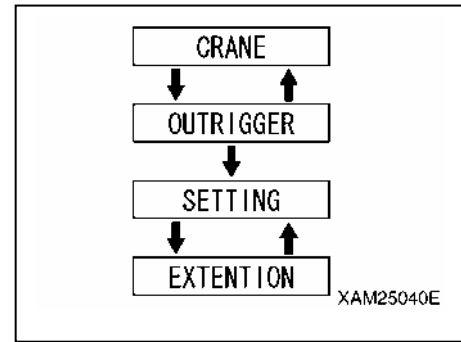 CRANE
OUTRIGGER
SETTING
EXTENTION
XAM25040E